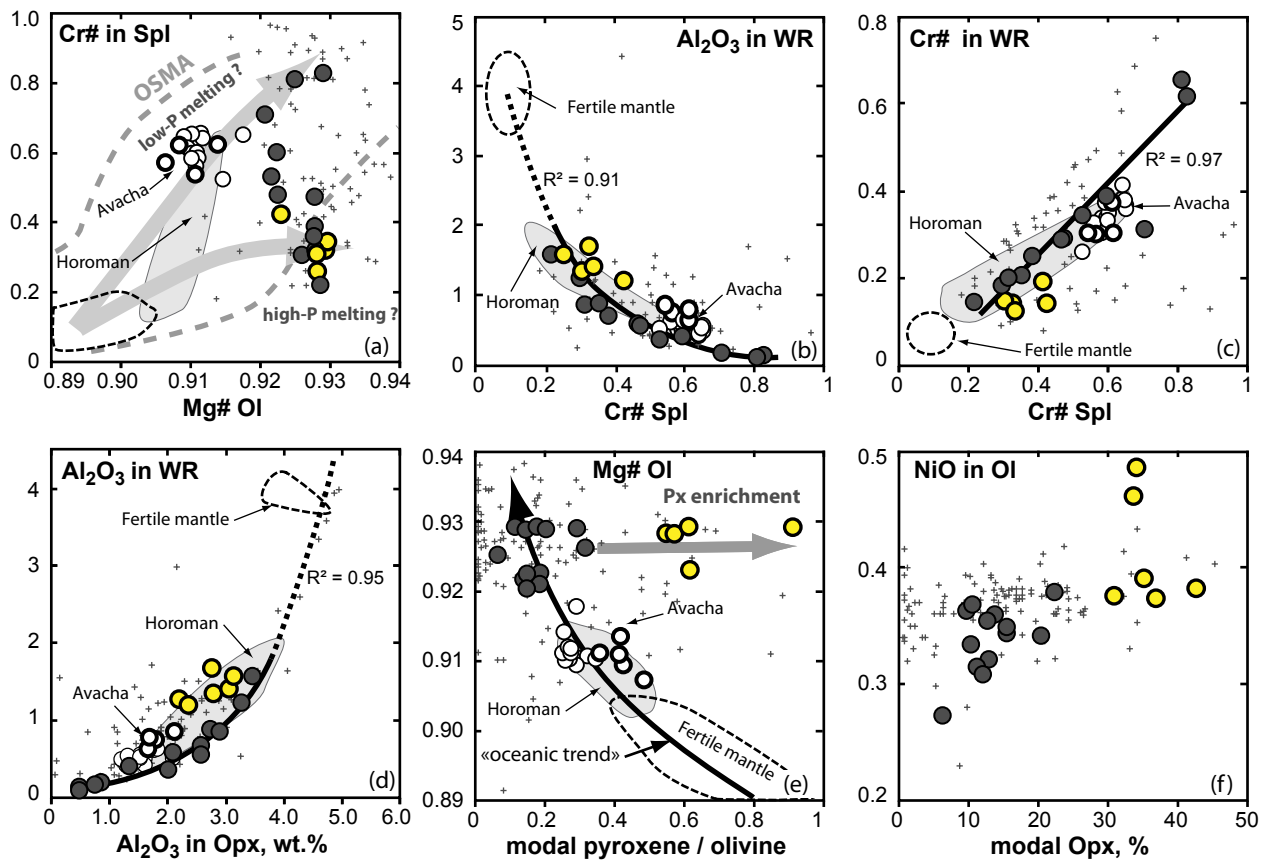 Cr# in Spl
OSMA
low-P melting ?
Avacha
Horoman
high-P melting ?
(a)
1.0
0.8
0.6
0.4
0.2
0
0.89 0.90 0.91 0.92 0.93 0.94
Mg# Ol
Al2O3 in WR
Fertile mantle
R² = 0.91
Horoman
Avacha
(b)
5
4
3
2
1
0
0 0.2 0.4 0.6 0.8 1
Cr# Spl
Cr# in WR
R² = 0.97
Horoman
Avacha
Fertile mantle
(c)
0.8
0.6
0.4
0.2
0
0 0.2 0.4 0.6 0.8 1
Cr# Spl
Al2O3 in WR
Fertile mantle
R² = 0.95
Horoman
Avacha
(d)
4
3
2
1
0
0 1.0 2.0 3.0 4.0 5.0 6.0
Al2O3 in Opx, wt.%
Mg# Ol
Px enrichment
Avacha
Horoman
«oceanic trend»
Fertile mantle
(e)
0.94
0.93
0.92
0.91
0.90
0.89
0 0.2 0.4 0.6 0.8 1
modal pyroxene / olivine
NiO in Ol
(f)
0.5
0.4
0.3
0.2
0 10 20 30 40 50
modal Opx, %